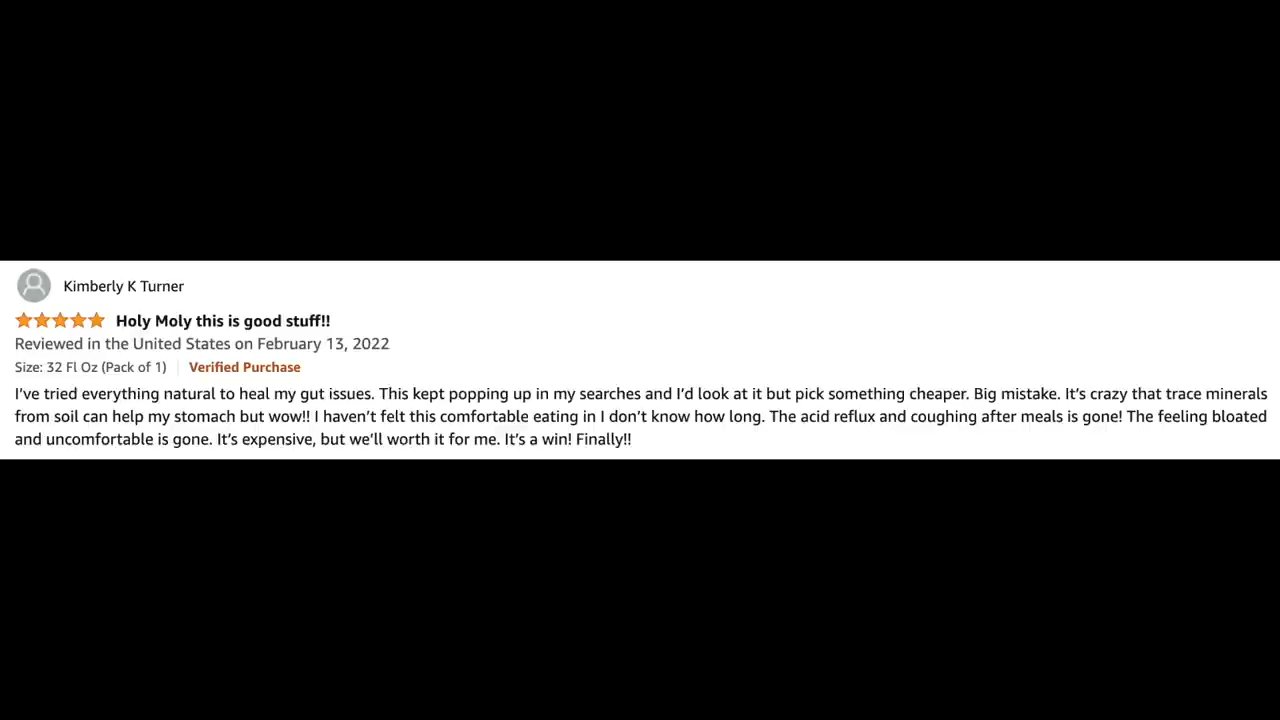 Kimberly K Turner
Holy Moly this is good stuff!!
Reviewed in the United States on February 13, 2022
Size: 32 Fl Oz (Pack of 1) Verified Purchase
I've tried everything natural to heal my gut issues. This kept popping up in my searches and I'd look at it but pick something cheaper. Big mistake. It's crazy that trace minerals
from soil can help my stomach but wow!! I haven't felt this comfortable eating in I don't know how long. The acid reflux and coughing after meals is gone! The feeling bloated
and uncomfortable is gone. It's expensive, but we'll worth it for me. It's a win! Finally!!